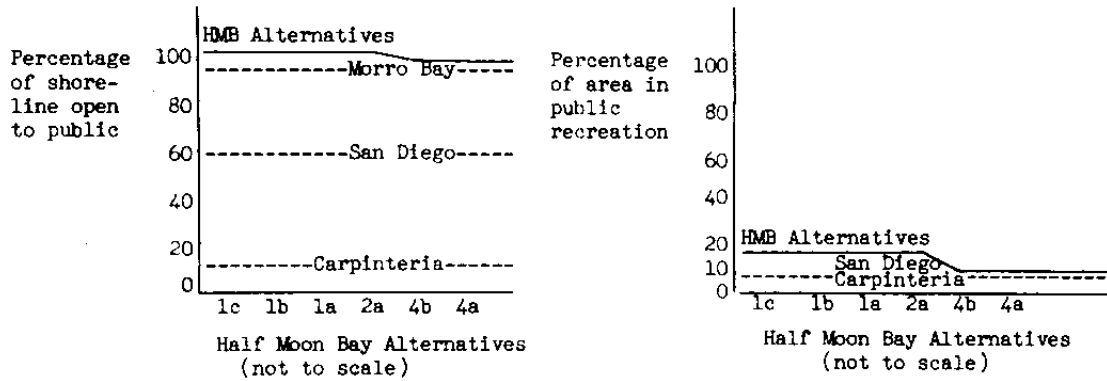 HMB Alternatives
Percentage
of shore-
line open
to public
100
80
60
40
20
0
Morro Bay
San Diego
Carpinteria
1c 1b 1a 2a 4b 4a
Half Moon Bay Alternatives
(not to scale)
Percentage
of area in
public
recreation
100
80
60
40
20
10
0
HMB Alternatives
San Diego
Carpinteria
1c 1b 1a 2a 4b 4a
Half Moon Bay Alternatives
(not to scale)